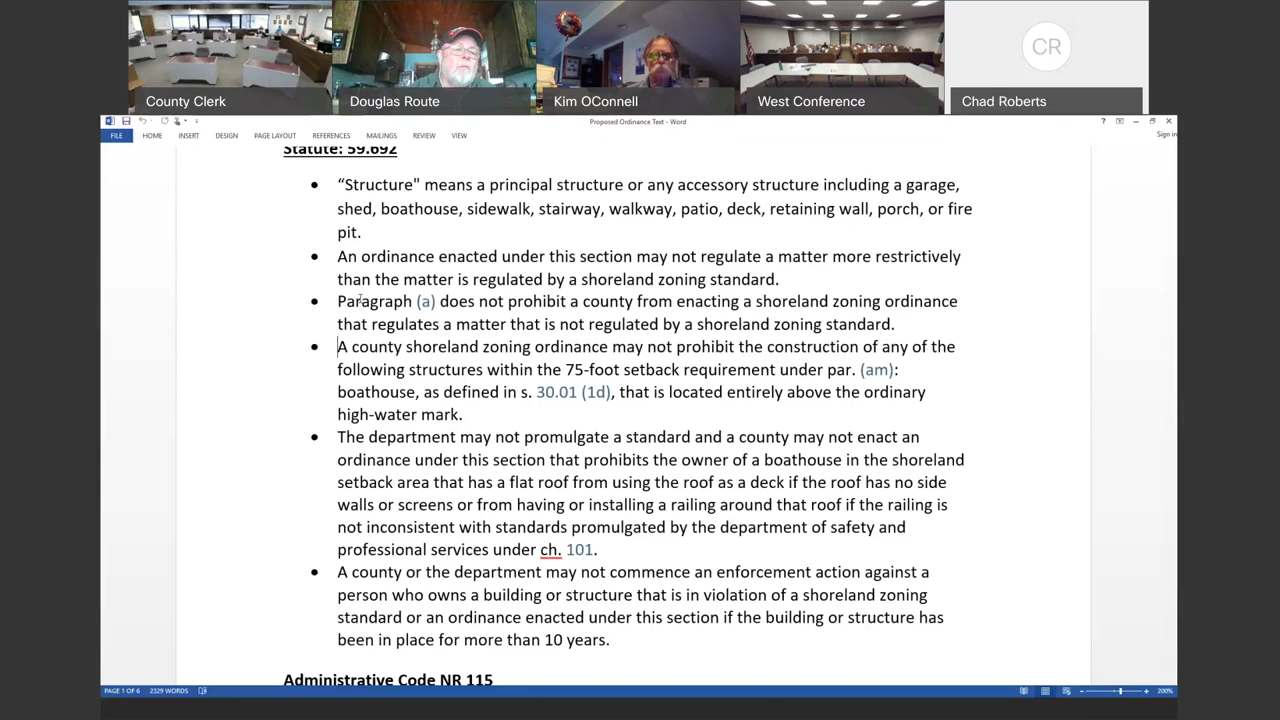 CR
County Clerk
Douglas Route
Kim OConnell
West Conference
Chad Roberts
Proposed Ordinance Text - Word
?
FILE HOME INSERT DESIGN PAGE LAYOUT REFERENCES MAILINGS REVIEW VIEW
Sign in
Statute: 59.692
• “Structure" means a principal structure or any accessory structure including a garage,
shed, boathouse, sidewalk, stairway, walkway, patio, deck, retaining wall, porch, or fire
pit.
• An ordinance enacted under this section may not regulate a matter more restrictively
than the matter is regulated by a shoreland zoning standard.
• Paragraph (a) does not prohibit a county from enacting a shoreland zoning ordinance
that regulates a matter that is not regulated by a shoreland zoning standard.
• A county shoreland zoning ordinance may not prohibit the construction of any of the
following structures within the 75-foot setback requirement under par. (am):
boathouse, as defined in s. 30.01 (1d), that is located entirely above the ordinary
high-water mark.
• The department may not promulgate a standard and a county may not enact an
ordinance under this section that prohibits the owner of a boathouse in the shoreland
setback area that has a flat roof from using the roof as a deck if the roof has no side
walls or screens or from having or installing a railing around that roof if the railing is
not inconsistent with standards promulgated by the department of safety and
professional services under ch. 101.
• A county or the department may not commence an enforcement action against a
person who owns a building or structure that is in violation of a shoreland zoning
standard or an ordinance enacted under this section if the building or structure has
been in place for more than 10 years.
Administrative Code NR 115
PAGE 1 OF 6 2329 WORDS
200%